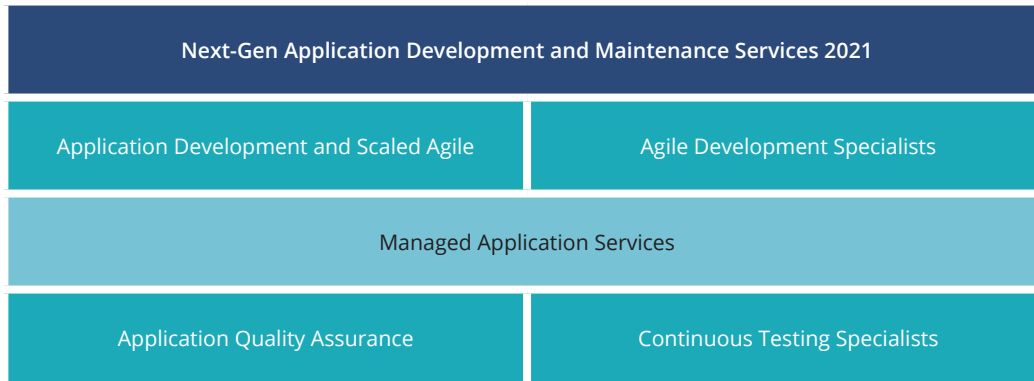 Next-Gen Application Development and Maintenance Services 2021
Application Development and Scaled Agile
Agile Development Specialists
Managed Application Services
Application Quality Assurance
Continuous Testing Specialists